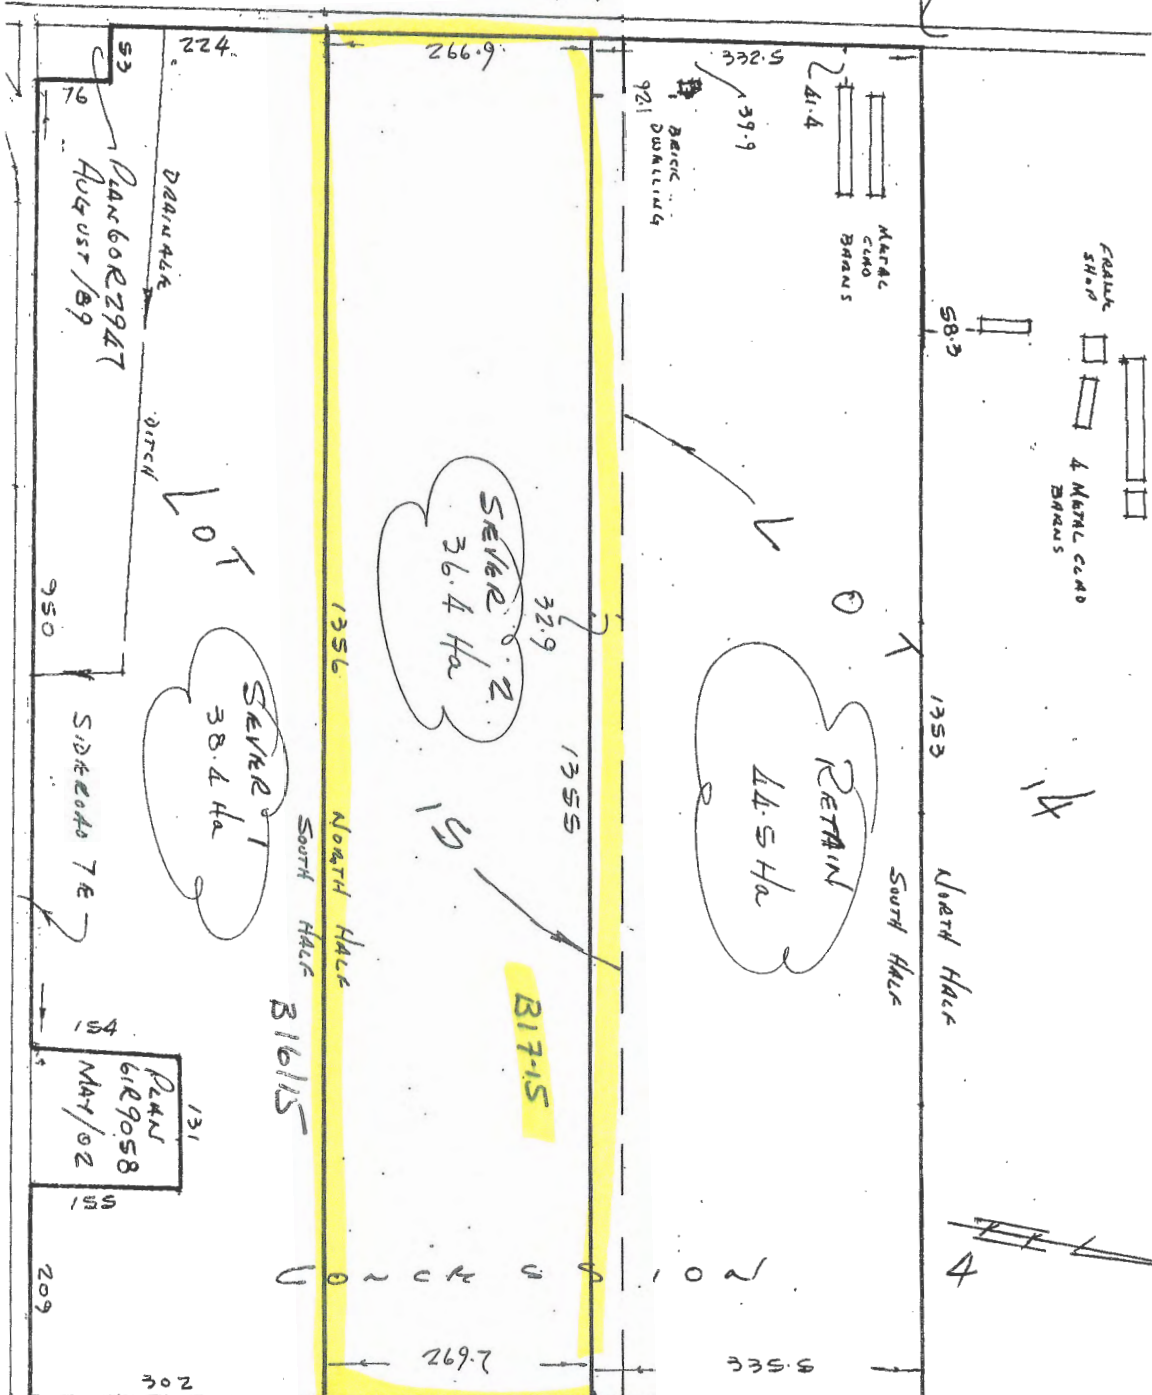 53
224.
266.9
332.5
76
PLAN 60R2947
AUGUST/89
DRAINAGE
DITCH
92.1
BRICK
DWELLING
39.9
41.4
METAL
CLAD
BARNS
58.3
FRAME
SHOP
4 METAL CLAD
BARNS
LOT
SEVER 2
36.4 Ha
32.9
LOT
14
950
SEVER 1
38.4 Ha
1356
1355
RETAIN
44.5 Ha
1353
SIDEROAD 7E
15
NORTH HALF
SOUTH HALF
NORTH HALF
SOUTH HALF
B16/15
B17-15
154
PLAN
61R9058
MAY/02
131
155
209
CONCESSION
4
302
269.2
335.5